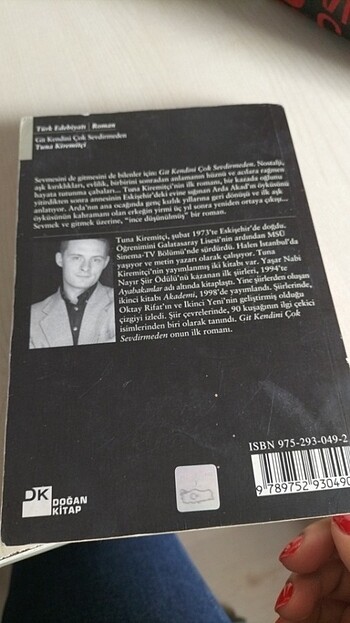 Türk Edebiyatı | Roman
Git Kendini Çok Sevdirmeden
Tuna Kiremitçi
Sevmesini de gitmesini de bilenler için: Git Kendini Çok Sevdirmeden. Nostalji,
aşk kırıklıkları, evlilik, birbirini sonradan anlamanın hüznü ve acılara rağmen
hayata tutunma çabaları... Tuna Kiremitçi'nin ilk romanı, bir kazada oğlunu
yitirdikten sonra annesinin Eskişehir'deki evine sığınan Arda Akad'ın öyküsünü
anlatıyor. Arda'nın ana ocağında genç kızlık yıllarına geri dönüşü ve ilk aşk
öyküsünün kahramanı olan erkeğin yirmi üç yıl sonra yeniden ortaya çıkışı...
Sevmek ve gitmek üzerine, "ince düşünülmüş" bir roman.
Tuna Kiremitçi, şubat 1973'te Eskişehir'de doğdu.
Öğrenimini Galatasaray Lisesi'nin ardından MSÜ
Sinema-TV Bölümü'nde sürdürdü. Halen İstanbul'da
yaşıyor ve metin yazarı olarak çalışıyor. Tuna
Kiremitçi'nin yayımlanmış iki kitabı var. Yaşar Nabi
Nayır Şiir Ödülü'nü kazanan ilk şiirleri, 1994'te
Ayabakanlar adı altında kitaplaştı. Yine şiirlerden oluşan
ikinci kitabı Akademi, 1998'de yayımlandı. Şiirlerinde,
Oktay Rifat'ın ve İkinci Yeni'nin geliştirmiş olduğu
çizgiyi izledi. Şiir çevrelerinde, 90 kuşağının ilgi çekici
isimlerinden biri olarak tanındı. Git Kendini Çok
Sevdirmeden onun ilk romanı.
ISBN 975-293-049-2
9 789752 930490
DK DOĞAN
KİTAP